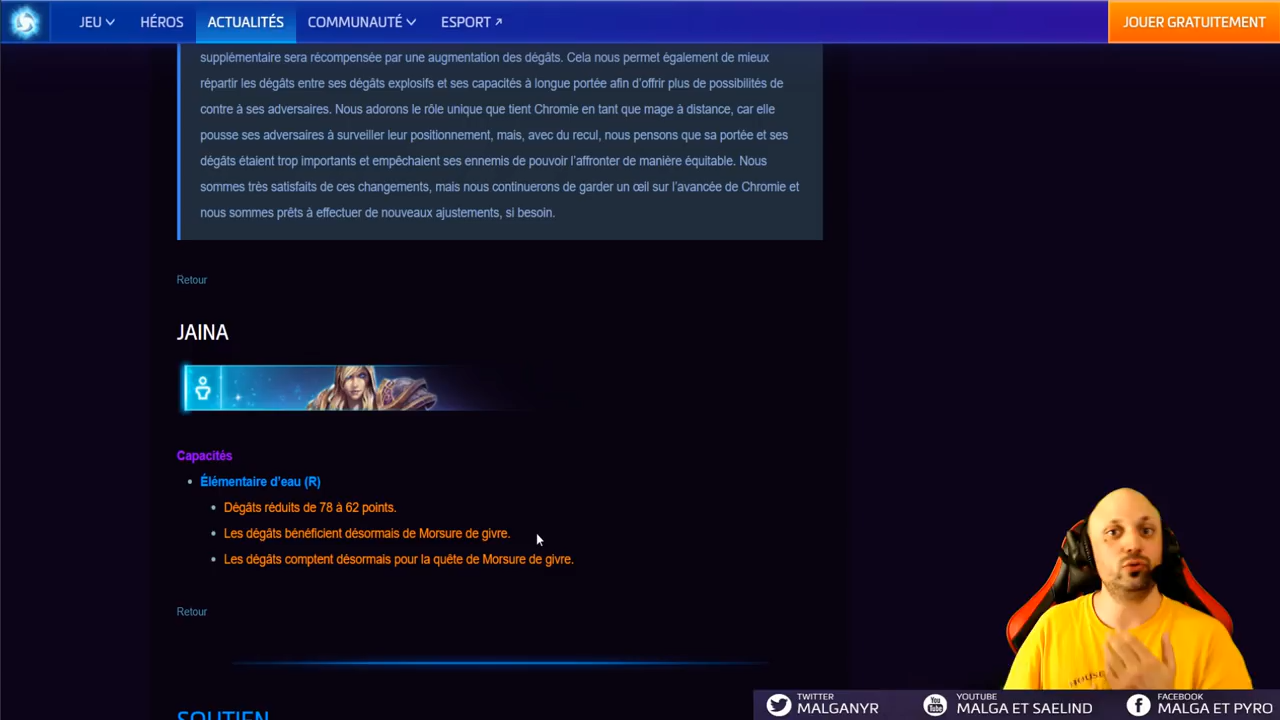 JEU HÉROS ACTUALITÉS COMMUNAUTÉ ESPORT JOUER GRATUITEMENT
supplémentaire sera récompensée par une augmentation des dégâts. Cela nous permet également de mieux
répartir les dégâts entre ses dégâts explosifs et ses capacités à longue portée afin d'offrir plus de possibilités de
contre à ses adversaires. Nous adorons le rôle unique que tient Chromie en tant que mage à distance, car elle
pousse ses adversaires à surveiller leur positionnement, mais, avec du recul, nous pensons que sa portée et ses
dégâts étaient trop importants et empêchaient ses ennemis de pouvoir l'affronter de manière équitable. Nous
sommes très satisfaits de ces changements, mais nous continuerons de garder un œil sur l'avancée de Chromie et
nous sommes prêts à effectuer de nouveaux ajustements, si besoin.
Retour
JAINA
Capacités
Élémentaire d'eau (R)
Dégâts réduits de 78 à 62 points.
Les dégâts bénéficient désormais de Morsure de givre.
Les dégâts comptent désormais pour la quête de Morsure de givre.
Retour
SOUTIEN
HOUSE
TWITTER
MALGANYR
YOUTUBE
MALGA ET SAELIND
FACEBOOK
MALGA ET PYRO